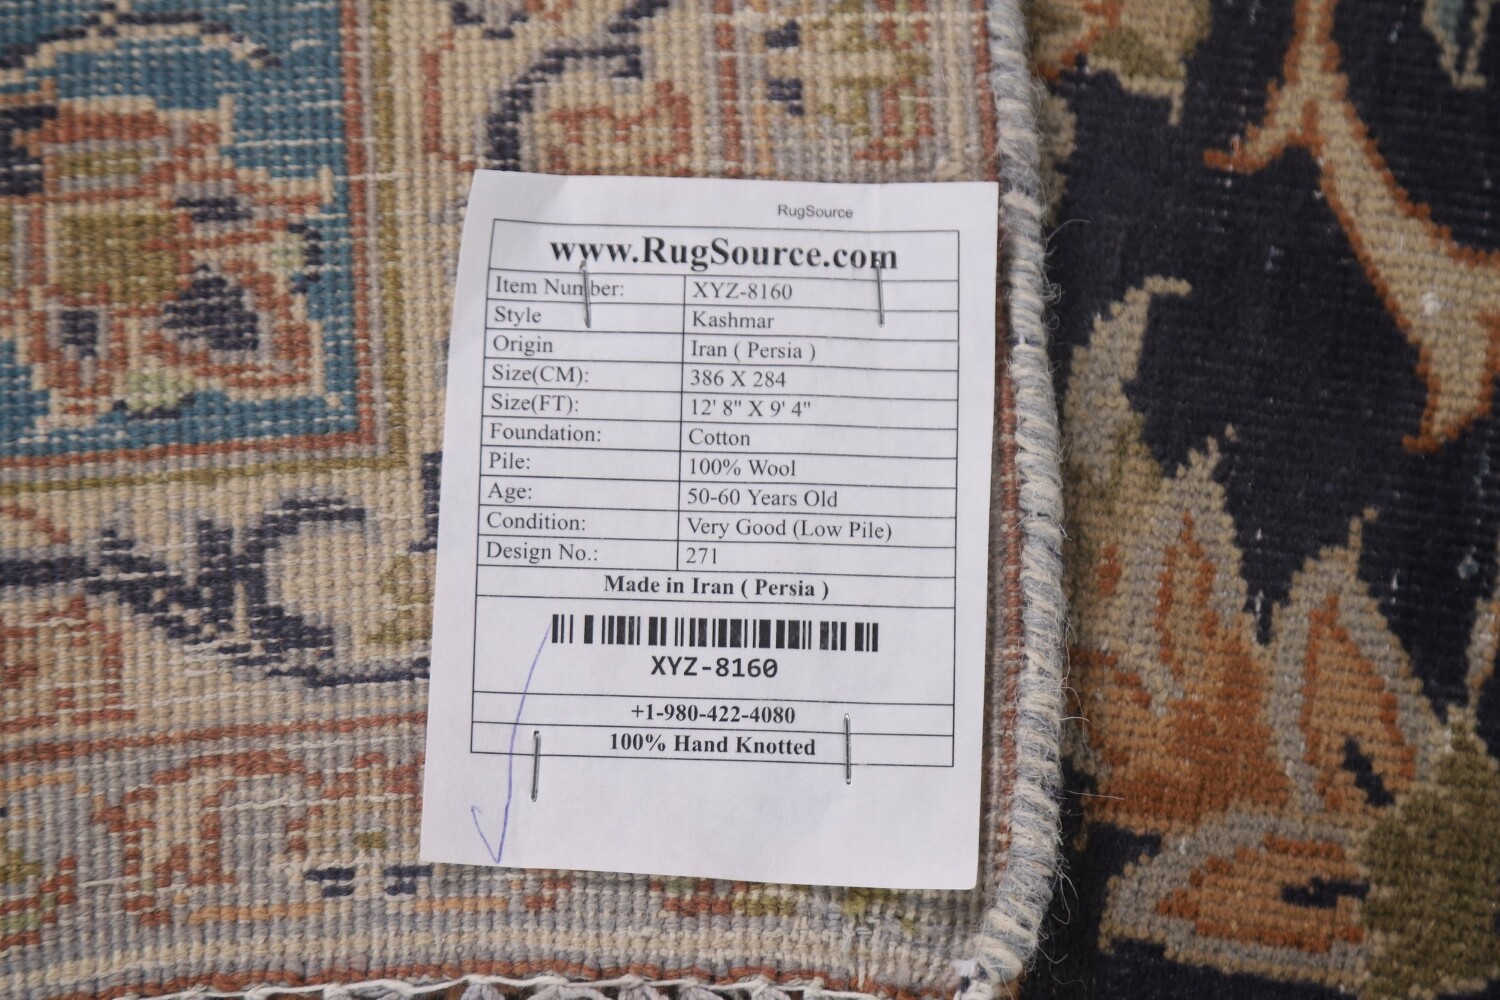 RugSource
www.RugSource.com
Item Number: XYZ-8160
Style Kashmar
Origin Iran ( Persia )
Size(CM): 386 X 284
Size(FT): 12' 8" X 9' 4"
Foundation: Cotton
Pile: 100% Wool
Age: 50-60 Years Old
Condition: Very Good (Low Pile)
Design No.: 271
Made in Iran ( Persia )
XYZ-8160
+1-980-422-4080
100% Hand Knotted